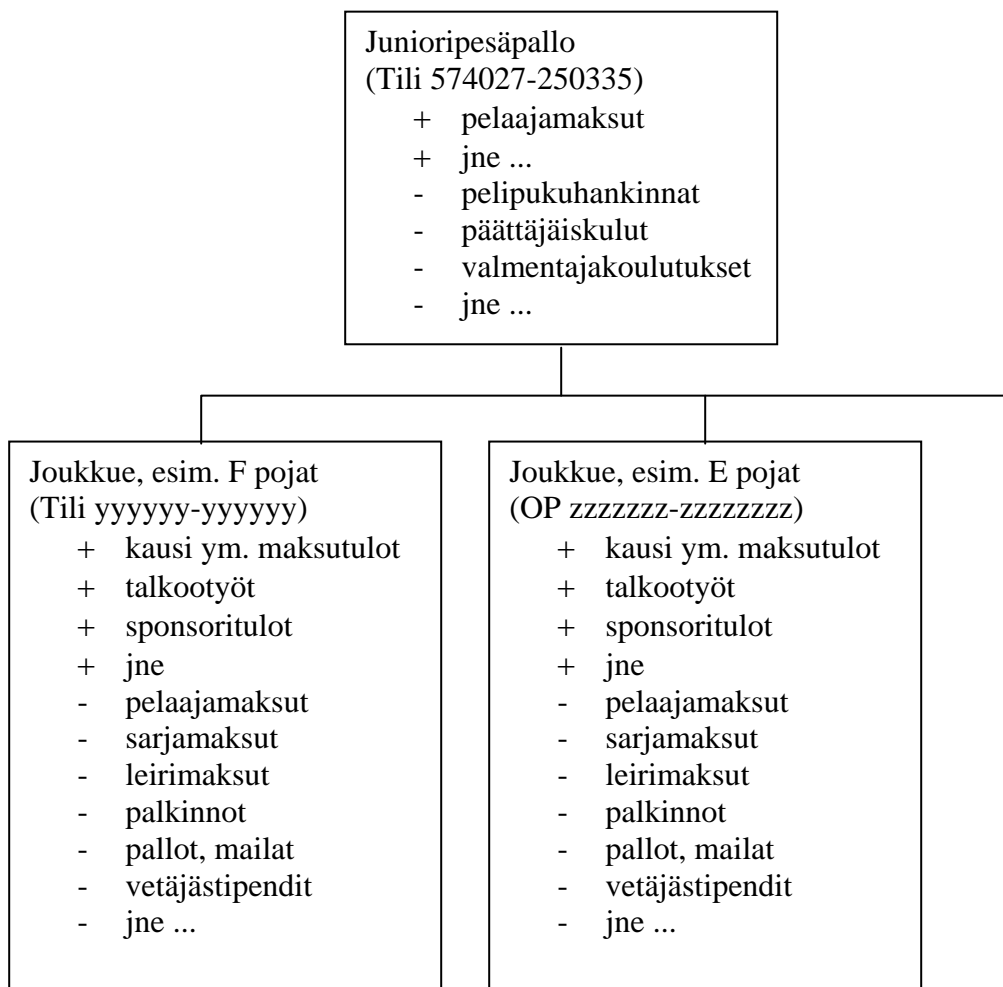 Junioripesäpallo
(Tili 574027-250335)
+ pelaajamaksut
+ jne ...
- pelipukuhankinnat
- päättäjäiskulut
- valmentajakoulutukset
- jne ...
Joukkue, esim. F pojat
(Tili yyyyyy-yyyyyy)
+ kausi ym. maksutulot
+ talkootyöt
+ sponsoritulot
+ jne
- pelaajamaksut
- sarjamaksut
- leirimaksut
- palkinnot
- pallot, mailat
- vetäjästipendit
- jne ...
Joukkue, esim. E pojat
(OP zzzzzzz-zzzzzzzz)
+ kausi ym. maksutulot
+ talkootyöt
+ sponsoritulot
+ jne
- pelaajamaksut
- sarjamaksut
- leirimaksut
- palkinnot
- pallot, mailat
- vetäjästipendit
- jne ...